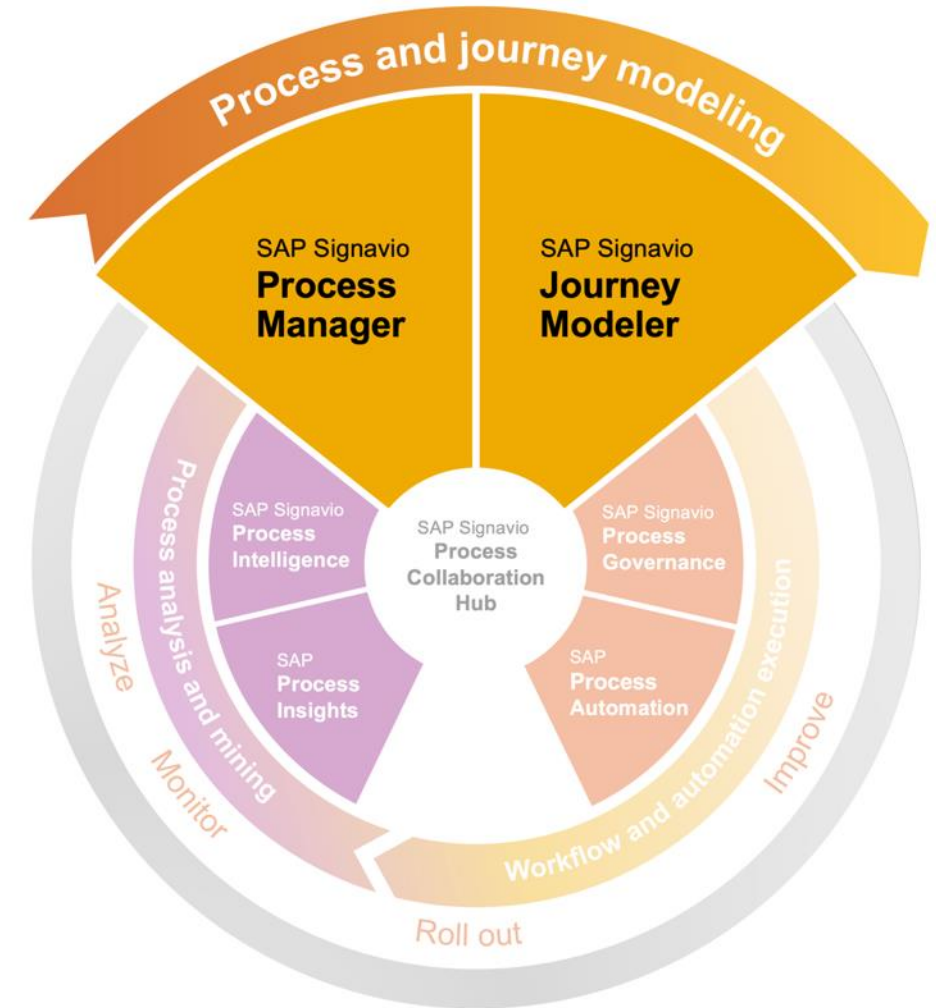 Process and journey modeling
SAP Signavio
Process
Manager
SAP Signavio
Journey
Modeler
SAP Signavio
Process
Intelligence
SAP
Process
Insights
SAP Signavio
Process
Collaboration
Hub
SAP Signavio
Process
Governance
SAP
Process
Automation
Process analysis and mining
Workflow and automation execution
Analyze
Monitor
Roll out
Improve